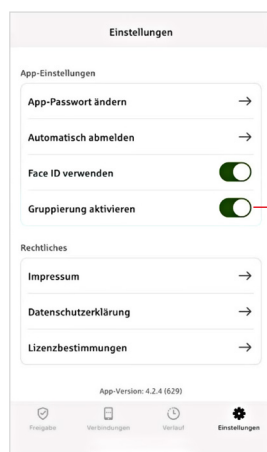 Einstellungen
App-Einstellungen
App-Passwort ändern
Automatisch abmelden
Face ID verwenden
Gruppierung aktivieren
Rechtliches
Impressum
Datenschutzerklärung
Lizenzbestimmungen
App-Version: 4.2.4 (629)
Freigabe Verbindungen Verlauf Einstellungen